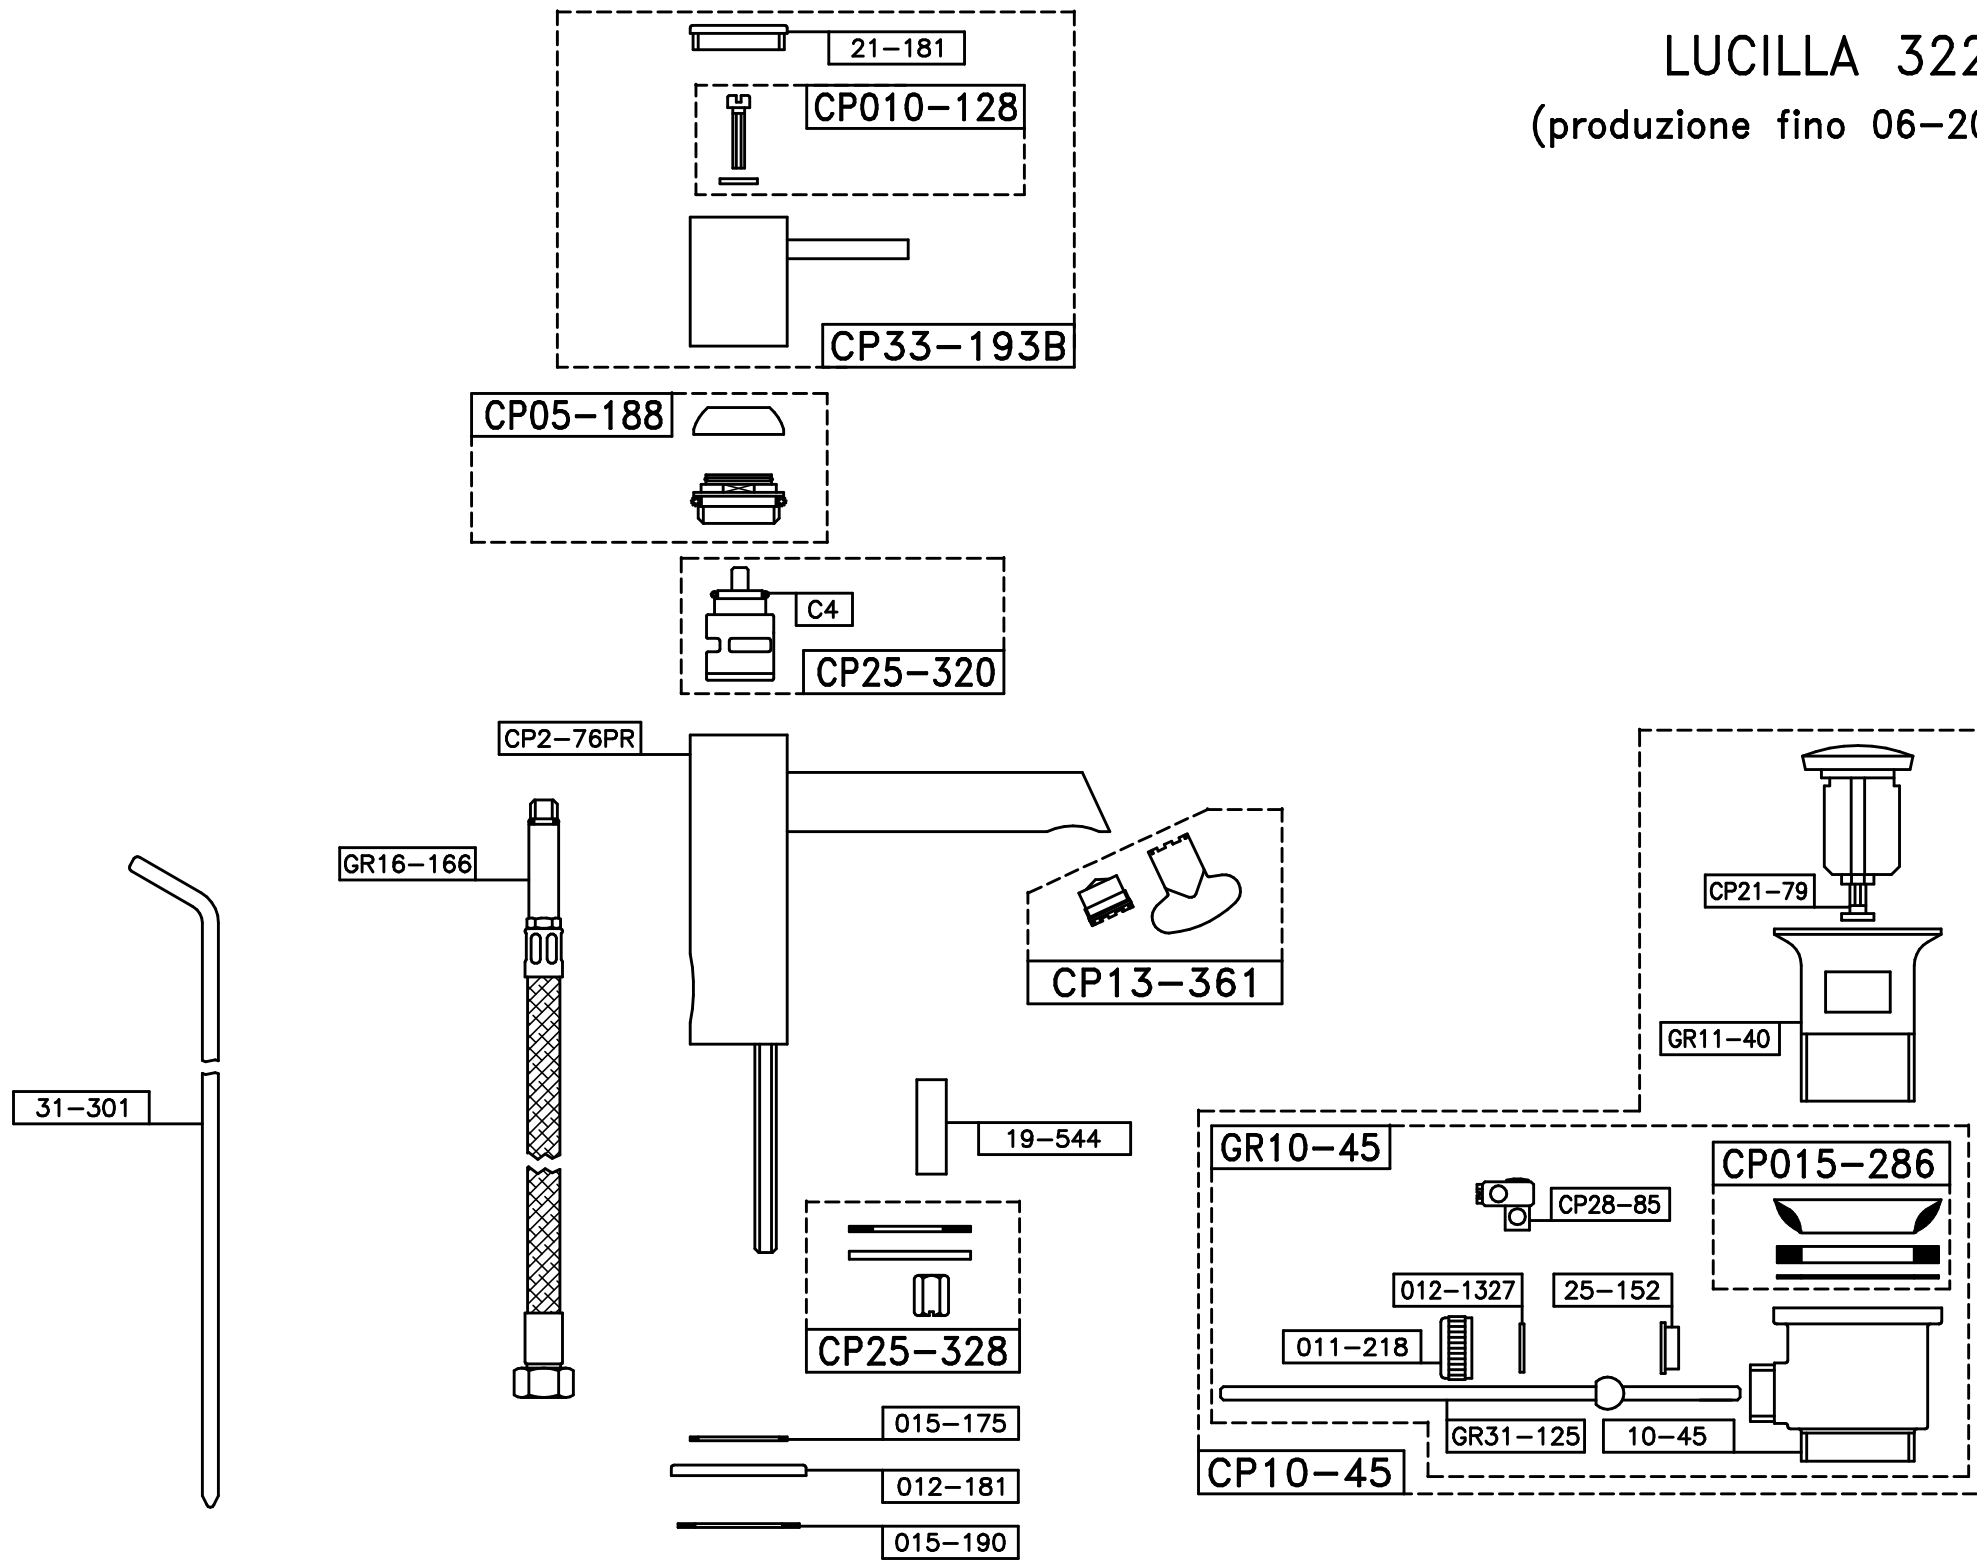 LUCILLA 322
(produzione fino 06-20
21-181
CP010-128
CP33-193B
CP05-188
C4
CP25-320
CP2-76PR
GR16-166
CP13-361
CP21-79
GR11-40
31-301
19-544
GR10-45
CP015-286
CP28-85
012-1327
25-152
011-218
CP25-328
GR31-125
10-45
CP10-45
015-175
012-181
015-190